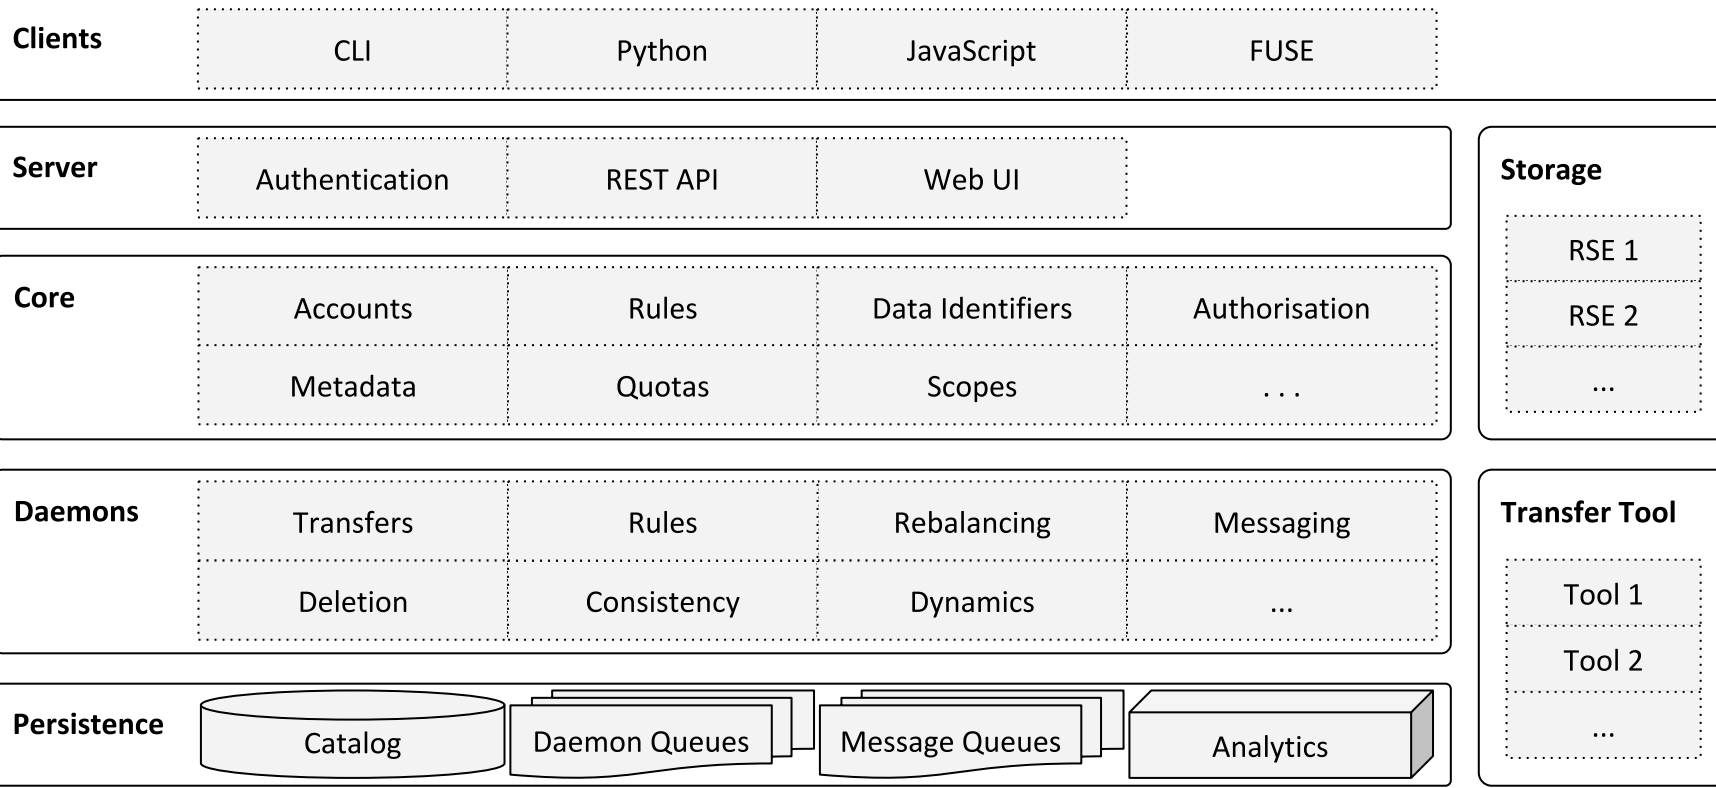 Clients
CLI
Python
JavaScript
FUSE
Server
Authentication
REST API
Web UI
Core
Accounts
Rules
Data Identifiers
Authorisation
Metadata
Quotas
Scopes
. . .
Daemons
Transfers
Rules
Rebalancing
Messaging
Deletion
Consistency
Dynamics
...
Persistence
Catalog
Daemon Queues
Message Queues
Analytics
Storage
RSE 1
RSE 2
...
Transfer Tool
Tool 1
Tool 2
...